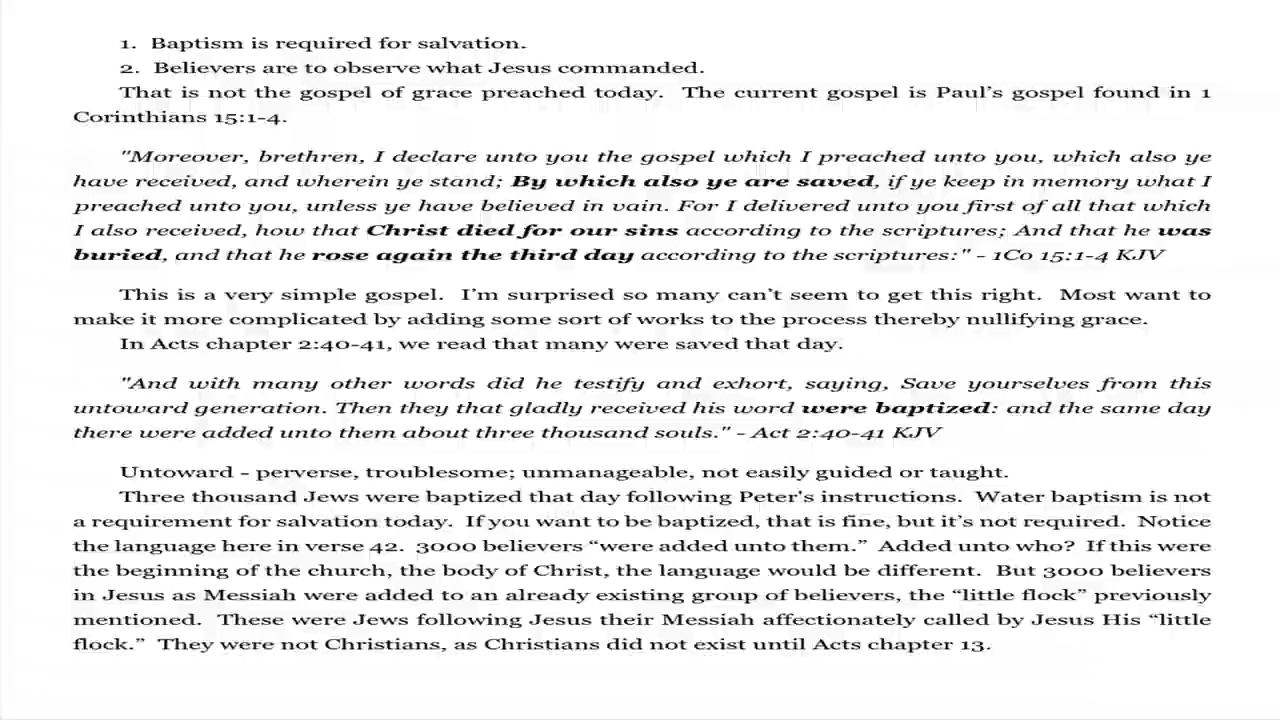 1. Baptism is required for salvation.
2. Believers are to observe what Jesus commanded.
That is not the gospel of grace preached today. The current gospel is Paul's gospel found in 1
Corinthians 15:1-4.
"Moreover, brethren, I declare unto you the gospel which I preached unto you, which also ye
have received, and wherein ye stand; By which also ye are saved, if ye keep in memory what I
preached unto you, unless ye have believed in vain. For I delivered unto you first of all that which
I also received, how that Christ died for our sins according to the scriptures; And that he was
buried, and that he rose again the third day according to the scriptures:" - 1Co 15:1-4 KJV
This is a very simple gospel. I'm surprised so many can't seem to get this right. Most want to
make it more complicated by adding some sort of works to the process thereby nullifying grace.
In Acts chapter 2:40-41, we read that many were saved that day.
"And with many other words did he testify and exhort, saying, Save yourselves from this
untoward generation. Then they that gladly received his word were baptized: and the same day
there were added unto them about three thousand souls." - Act 2:40-41 KJV
Untoward - perverse, troublesome; unmanageable, not easily guided or taught.
Three thousand Jews were baptized that day following Peter's instructions. Water baptism is not
a requirement for salvation today. If you want to be baptized, that is fine, but it's not required. Notice
the language here in verse 42. 3000 believers “were added unto them.” Added unto who? If this were
the beginning of the church, the body of Christ, the language would be different. But 3000 believers
in Jesus as Messiah were added to an already existing group of believers, the “little flock” previously
mentioned. These were Jews following Jesus their Messiah affectionately called by Jesus His “little
flock.” They were not Christians, as Christians did not exist until Acts chapter 13.